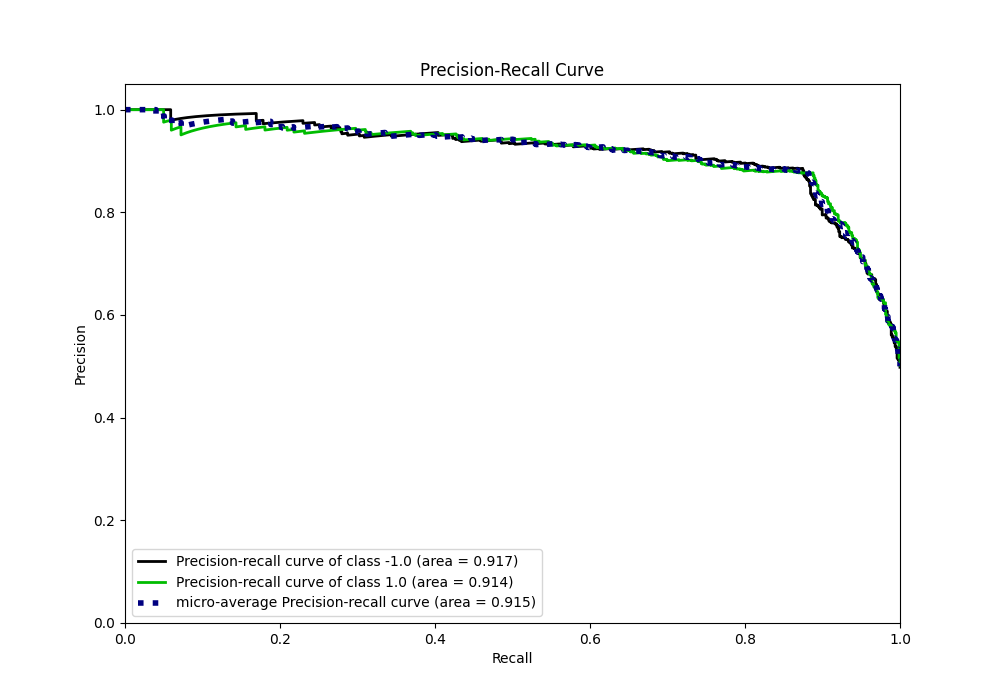 Precision-Recall Curve
1.0
0.8
0.6
0.4
0.2
0.0
Precision
Precision-recall curve of class -1.0 (area = 0.917)
Precision-recall curve of class 1.0 (area = 0.914)
micro-average Precision-recall curve (area = 0.915)
0.0 0.2 0.4 0.6 0.8 1.0
Recall